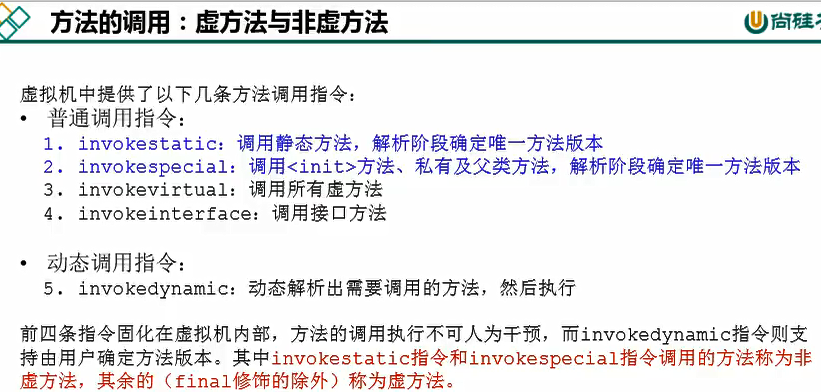 方法的调用：虚方法与非虚方法
尚硅
虚拟机中提供了以下几条方法调用指令：
• 普通调用指令：
1. invokestatic：调用静态方法，解析阶段确定唯一方法版本
2. invokespecial：调用<init>方法、私有及父类方法，解析阶段确定唯一方法版本
3. invokevirtual：调用所有虚方法
4. invokeinterface：调用接口方法
• 动态调用指令：
5. invokedynamic：动态解析出需要调用的方法，然后执行
前四条指令固化在虚拟机内部，方法的调用执行不可人为干预，而invokedynamic指令则支
持由用户确定方法版本。其中invokestatic指令和invokespecial指令调用的方法称为非
虚方法，其余的（final修饰的除外）称为虚方法。